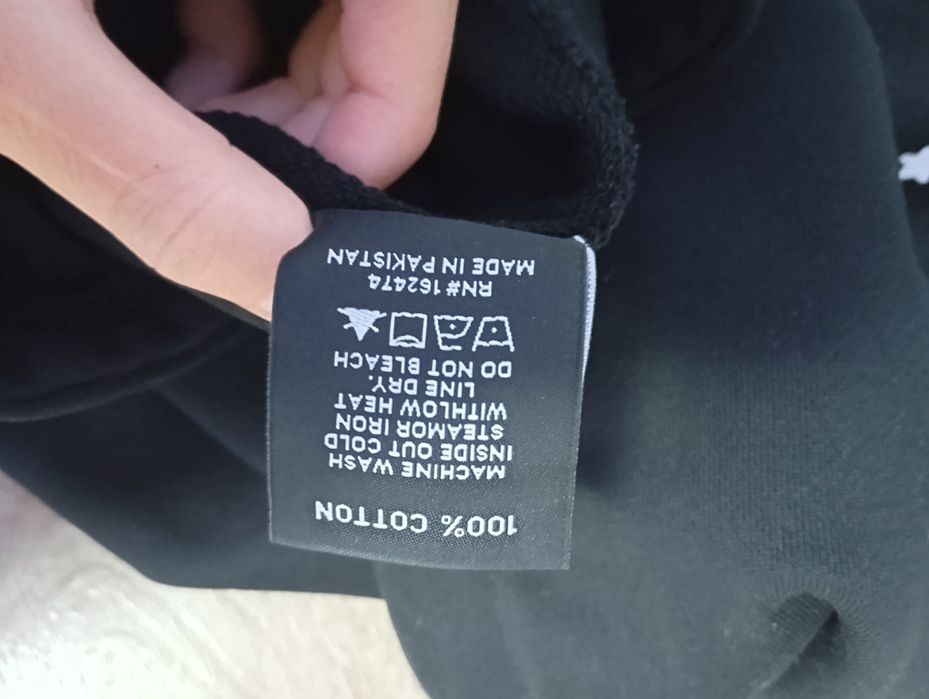 100% COTTON
MACHINE WASH
INSIDE OUT COLD
STEAMOR IRON
WITHLOW HEAT
LINE DRY.
DO NOT BLEACH
RN#162474
MADE IN PAKISTAN